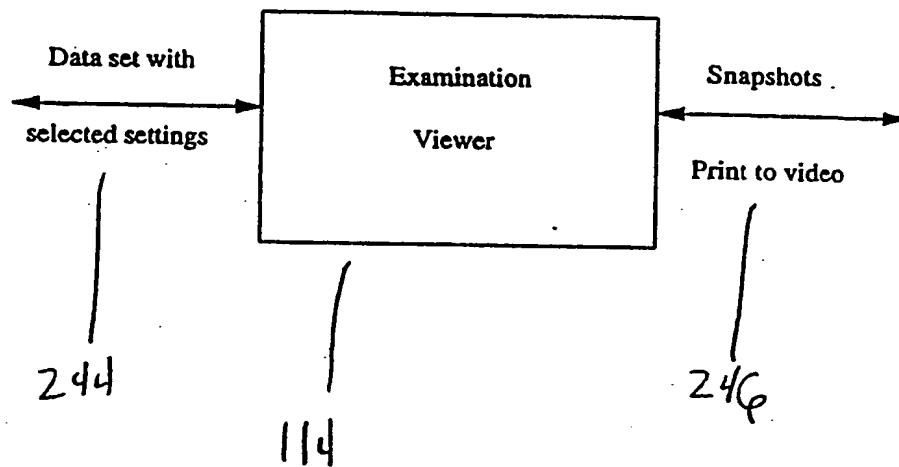 Data set with
selected settings
Examination
Viewer
Snapshots
Print to video
244
114
246